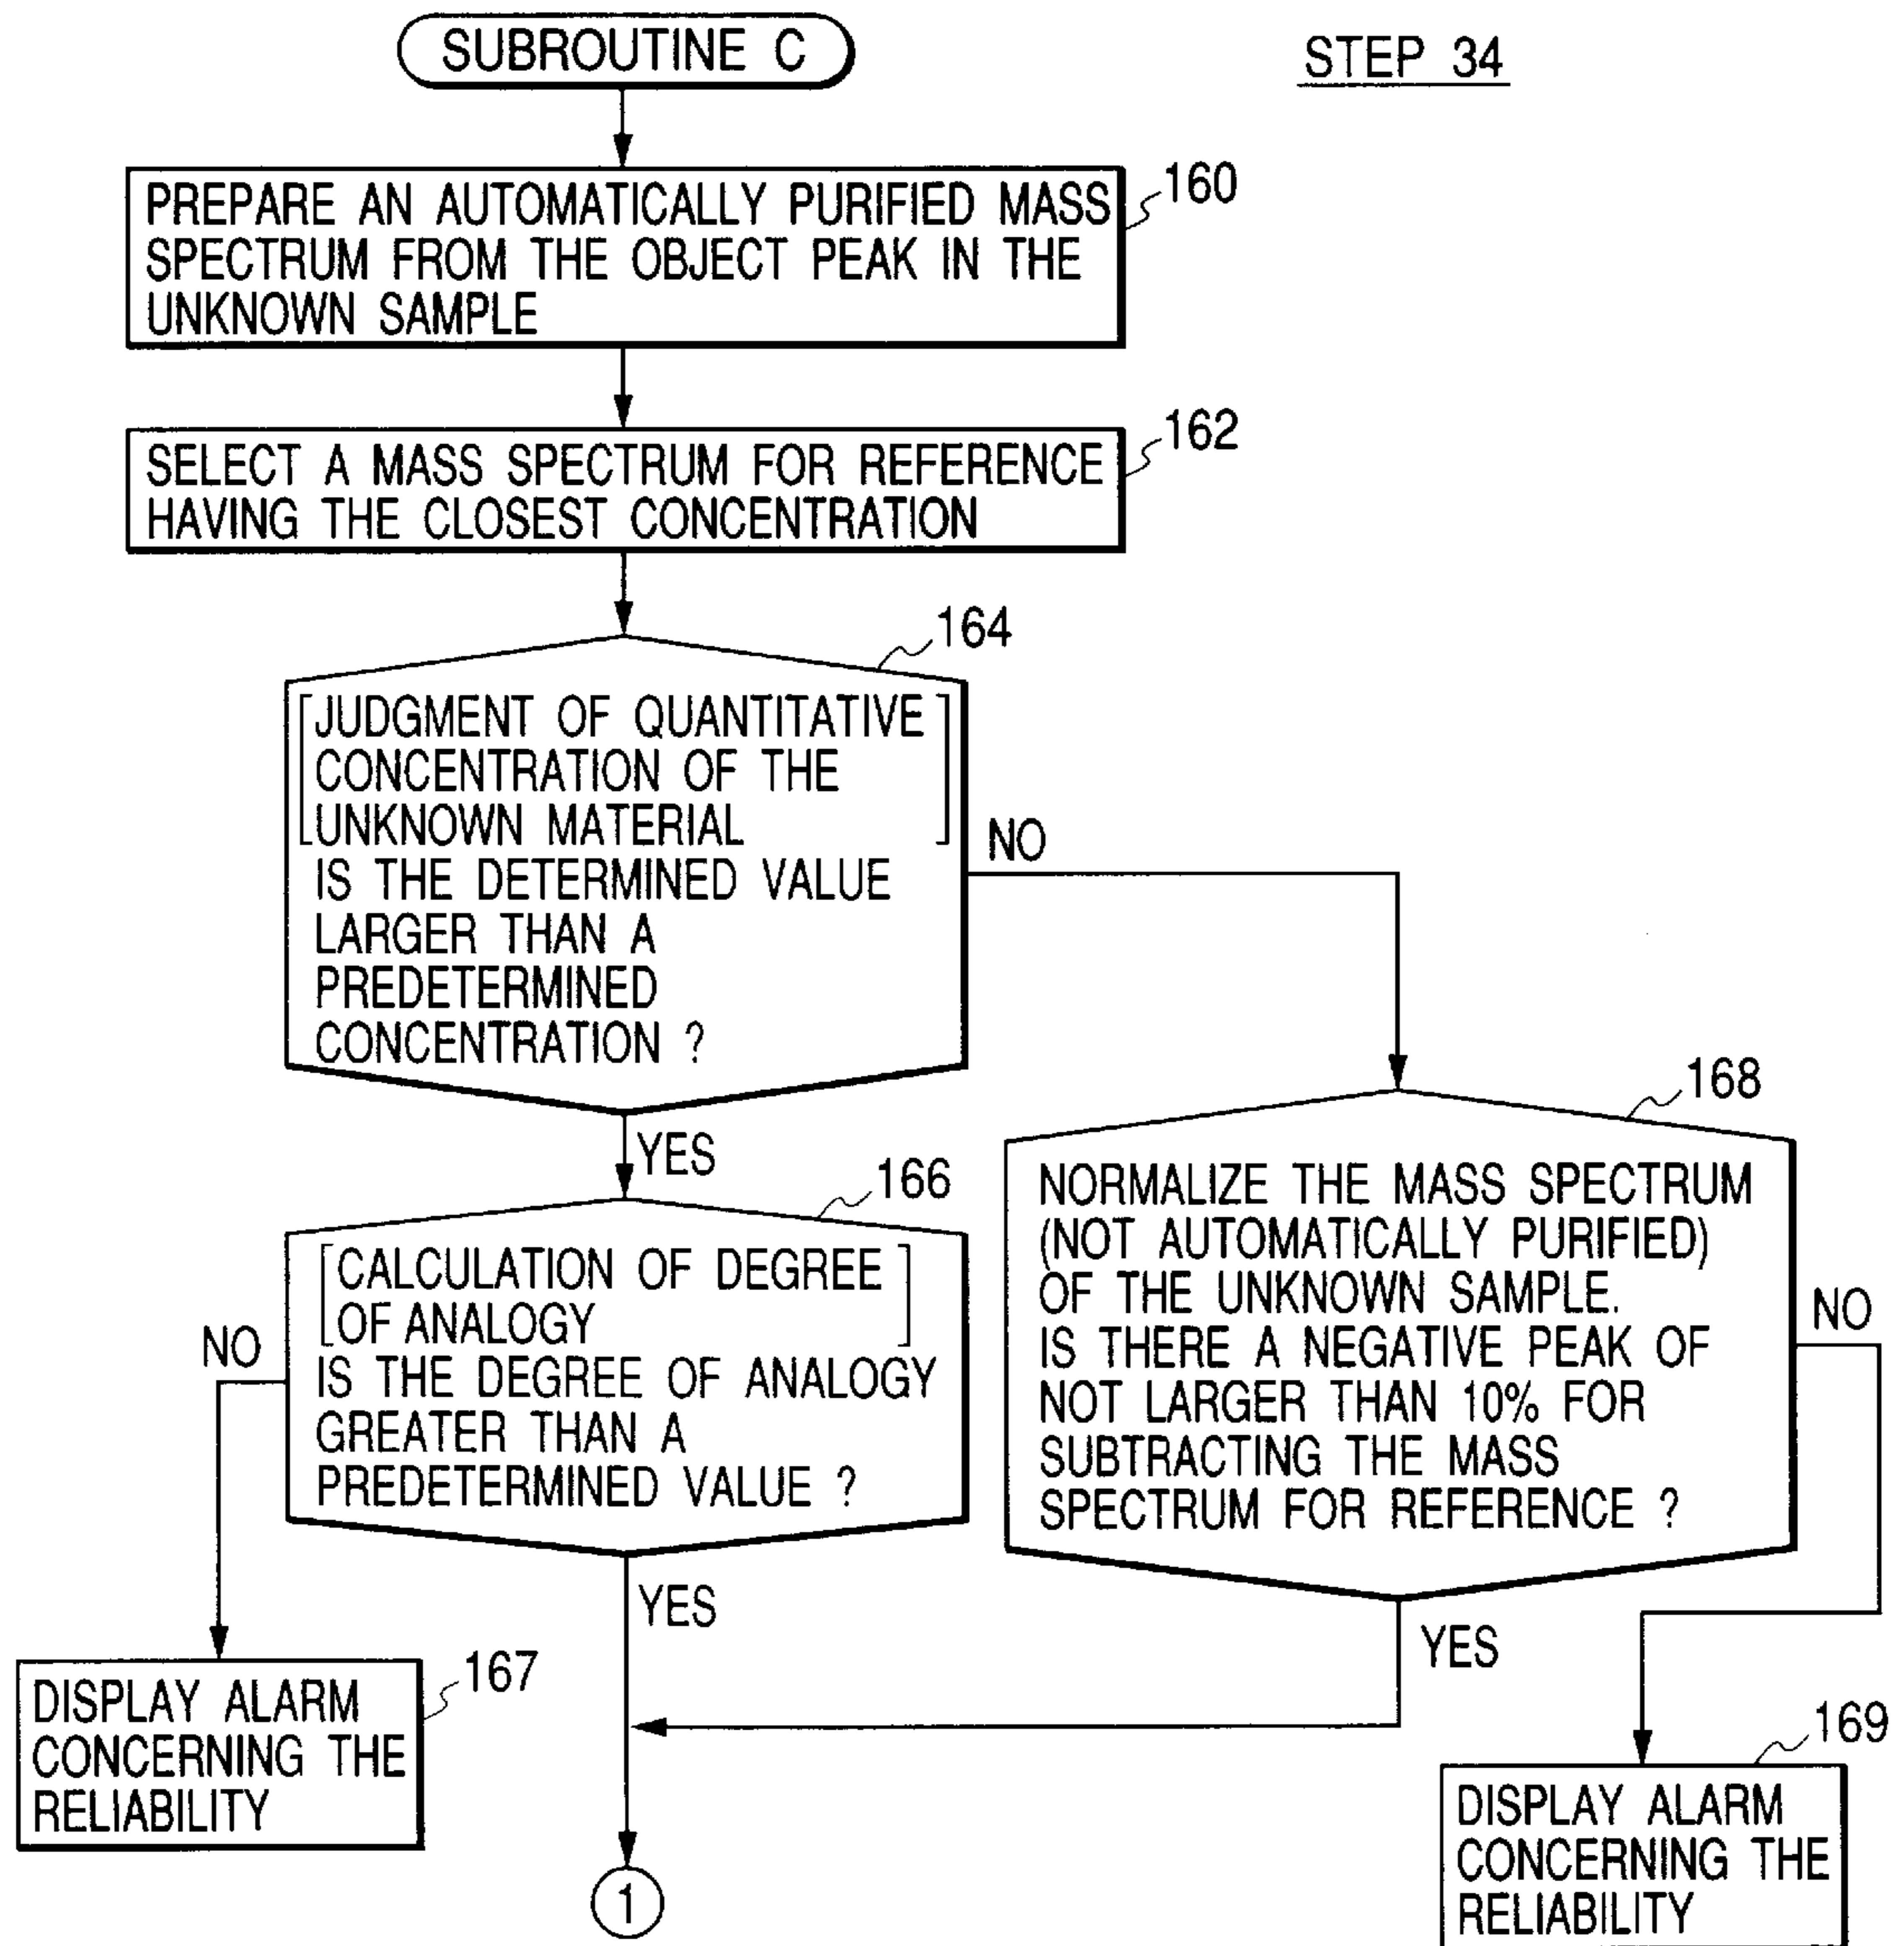 SUBROUTINE C
STEP 34
PREPARE AN AUTOMATICALLY PURIFIED MASS
SPECTRUM FROM THE OBJECT PEAK IN THE
UNKNOWN SAMPLE
160
SELECT A MASS SPECTRUM FOR REFERENCE
HAVING THE CLOSEST CONCENTRATION
162
164
[JUDGMENT OF QUANTITATIVE
CONCENTRATION OF THE
UNKNOWN MATERIAL]
IS THE DETERMINED VALUE
LARGER THAN A
PREDETERMINED
CONCENTRATION ?
NO
YES
166
[CALCULATION OF DEGREE
OF ANALOGY]
IS THE DEGREE OF ANALOGY
GREATER THAN A
PREDETERMINED VALUE ?
NO
YES
168
NORMALIZE THE MASS SPECTRUM
(NOT AUTOMATICALLY PURIFIED)
OF THE UNKNOWN SAMPLE.
IS THERE A NEGATIVE PEAK OF
NOT LARGER THAN 10% FOR
SUBTRACTING THE MASS
SPECTRUM FOR REFERENCE ?
NO
YES
167
DISPLAY ALARM
CONCERNING THE
RELIABILITY
169
DISPLAY ALARM
CONCERNING THE
RELIABILITY
1